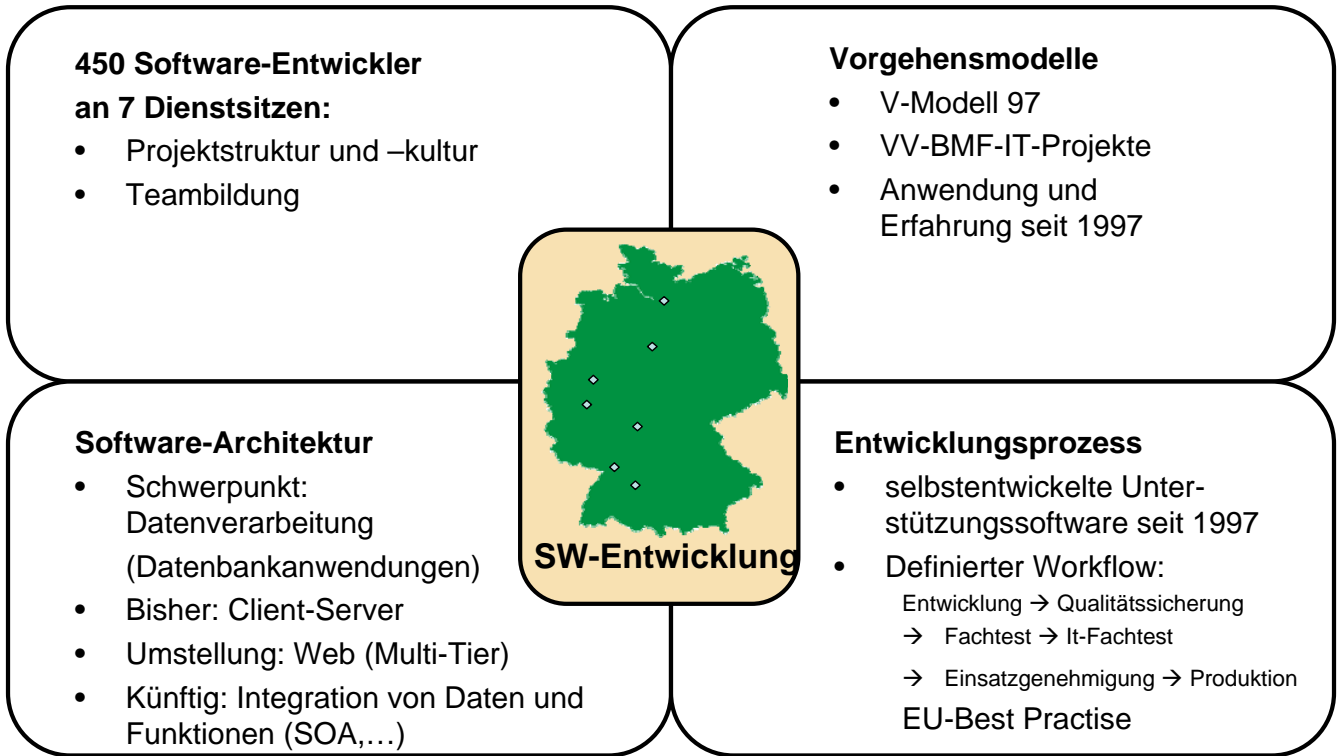 450 Software-Entwickler
an 7 Dienstsitzen:
• Projektstruktur und –kultur
• Teambildung
Vorgehensmodelle
• V-Modell 97
• VV-BMF-IT-Projekte
• Anwendung und
Erfahrung seit 1997
SW-Entwicklung
Software-Architektur
• Schwerpunkt:
Datenverarbeitung
(Datenbankanwendungen)
• Bisher: Client-Server
• Umstellung: Web (Multi-Tier)
• Künftig: Integration von Daten und
Funktionen (SOA,…)
Entwicklungsprozess
• selbstentwickelte Unter-
stützungssoftware seit 1997
• Definierter Workflow:
Entwicklung → Qualitätssicherung
→ Fachtest → It-Fachtest
→ Einsatzgenehmigung → Produktion
EU-Best Practise